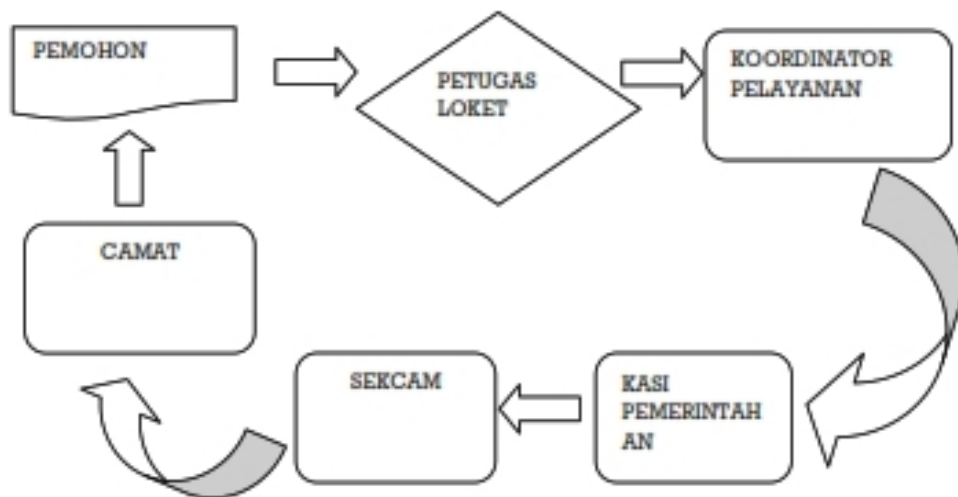 PEMOHON
PETUGAS
LOKET
KOORDINATOR
PELAYANAN
CAMAT
SEKCAM
KASI
PEMERINTAH
AN